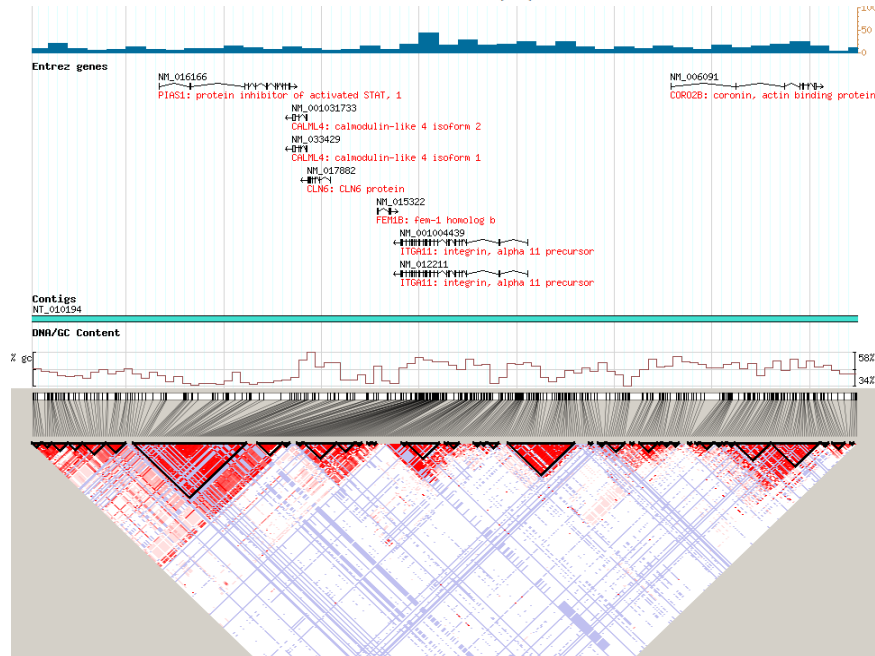 100
50
0
Entrez genes
NM_016166
NM_006091
PIAS1: protein inhibitor of activated STAT, 1
CORO2B: coronin, actin binding protein
NM_001031733
CALML4: calmodulin-like 4 isoform 2
NM_033429
CALML4: calmodulin-like 4 isoform 1
NM_017882
CLN6: CLN6 protein
NM_015322
FEM1B: fem-1 homolog b
NM_001004439
ITGA11: integrin, alpha 11 precursor
NM_012211
ITGA11: integrin, alpha 11 precursor
Contigs
NT_010194
DNA/GC Content
% gc
58%
34%